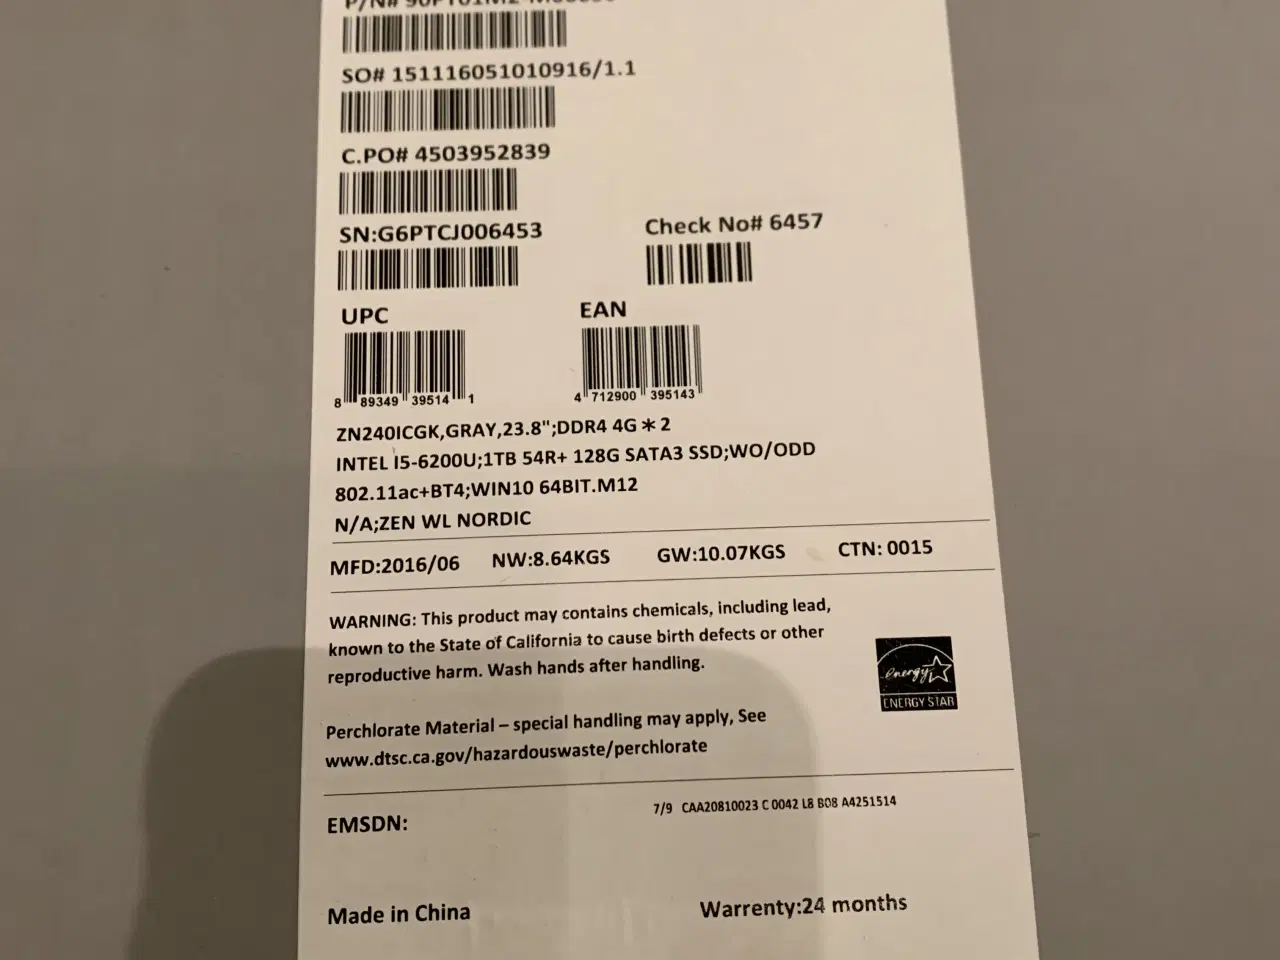 P/N#
SO# 151116051010916/1.1
C.PO# 4503952839
SN:G6PTCJ006453
Check No# 6457
UPC
EAN
8 89349 39514 1
4 712900 395143
ZN240ICGK,GRAY,23.8";DDR4 4G*2
INTEL I5-6200U;1TB 54R+ 128G SATA3 SSD;WO/ODD
802.11ac+BT4;WIN10 64BIT.M12
N/A;ZEN WL NORDIC
MFD:2016/06 NW:8.64KGS GW:10.07KGS CTN: 0015
WARNING: This product may contains chemicals, including lead,
known to the State of California to cause birth defects or other
reproductive harm. Wash hands after handling.
energy
ENERGY STAR
Perchlorate Material – special handling may apply, See
www.dtsc.ca.gov/hazardouswaste/perchlorate
7/9 CAA20810023 C 0042 L8 B08 A4251514
EMSDN:
Made in China
Warrenty:24 months